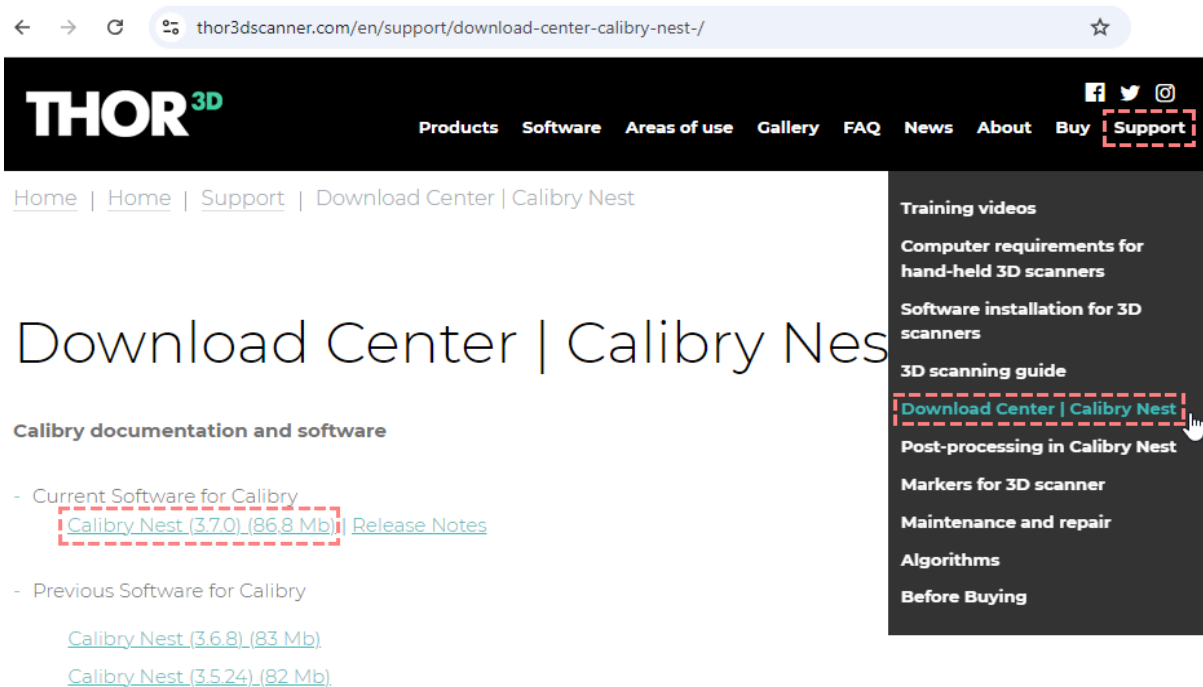 thor3dscanner.com/en/support/download-center-calibry-nest-/
THOR 3D
Products Software Areas of use Gallery FAQ News About Buy Support
Home | Home | Support | Download Center | Calibry Nest
Training videos
Computer requirements for
hand-held 3D scanners
Software installation for 3D
scanners
3D scanning guide
Download Center | Calibry Nest
Post-processing in Calibry Nest
Markers for 3D scanner
Maintenance and repair
Algorithms
Before Buying
Download Center | Calibry Nes
Calibry documentation and software
- Current Software for Calibry
Calibry Nest (3.7.0) (86,8 Mb) | Release Notes
- Previous Software for Calibry
Calibry Nest (3.6.8) (83 Mb)
Calibry Nest (3.5.24) (82 Mb)